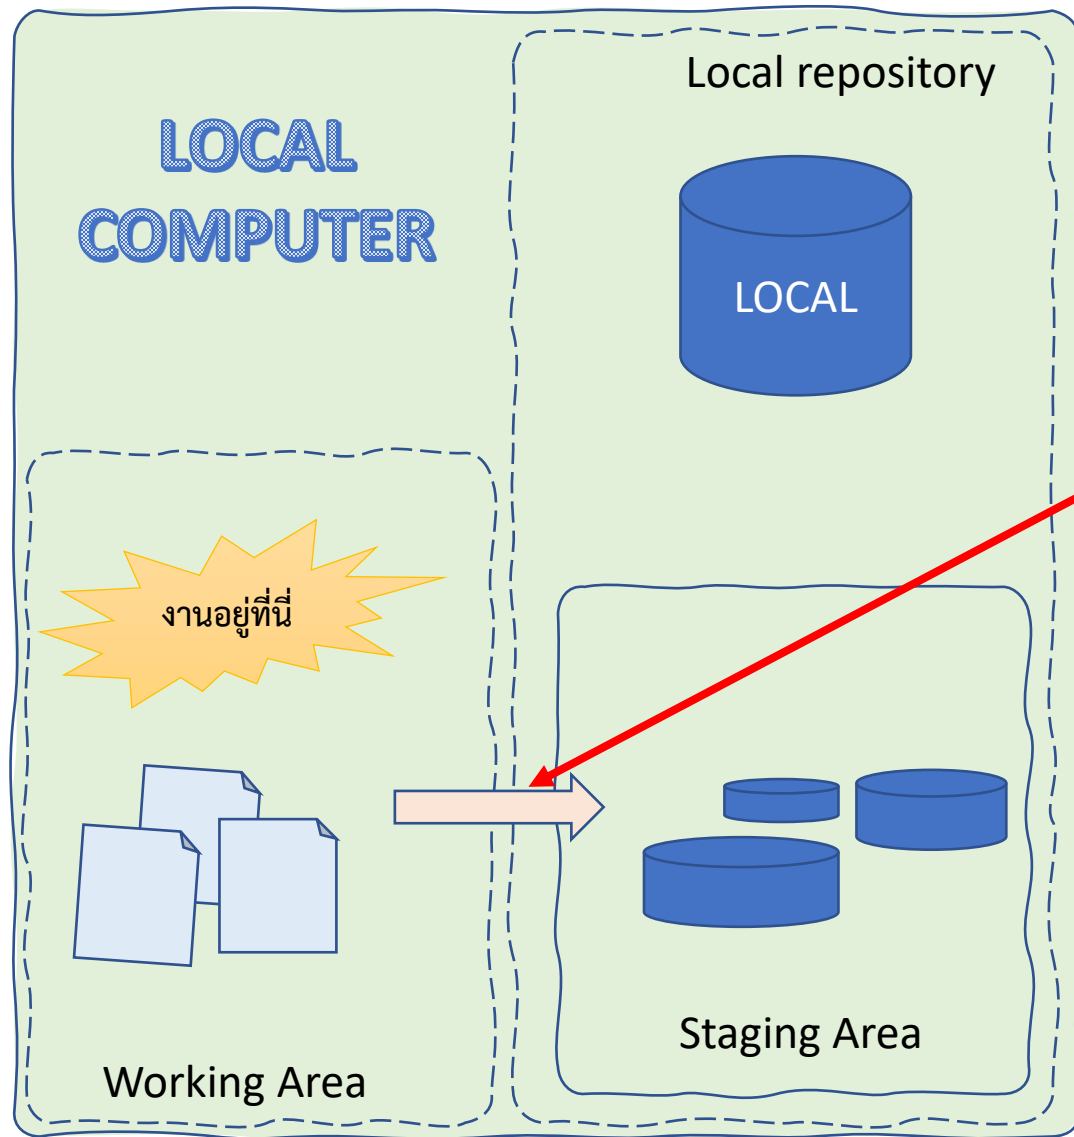 Local repository
LOCAL
COMPUTER
LOCAL
งานอยู่ที่นี่
Staging Area
Working Area